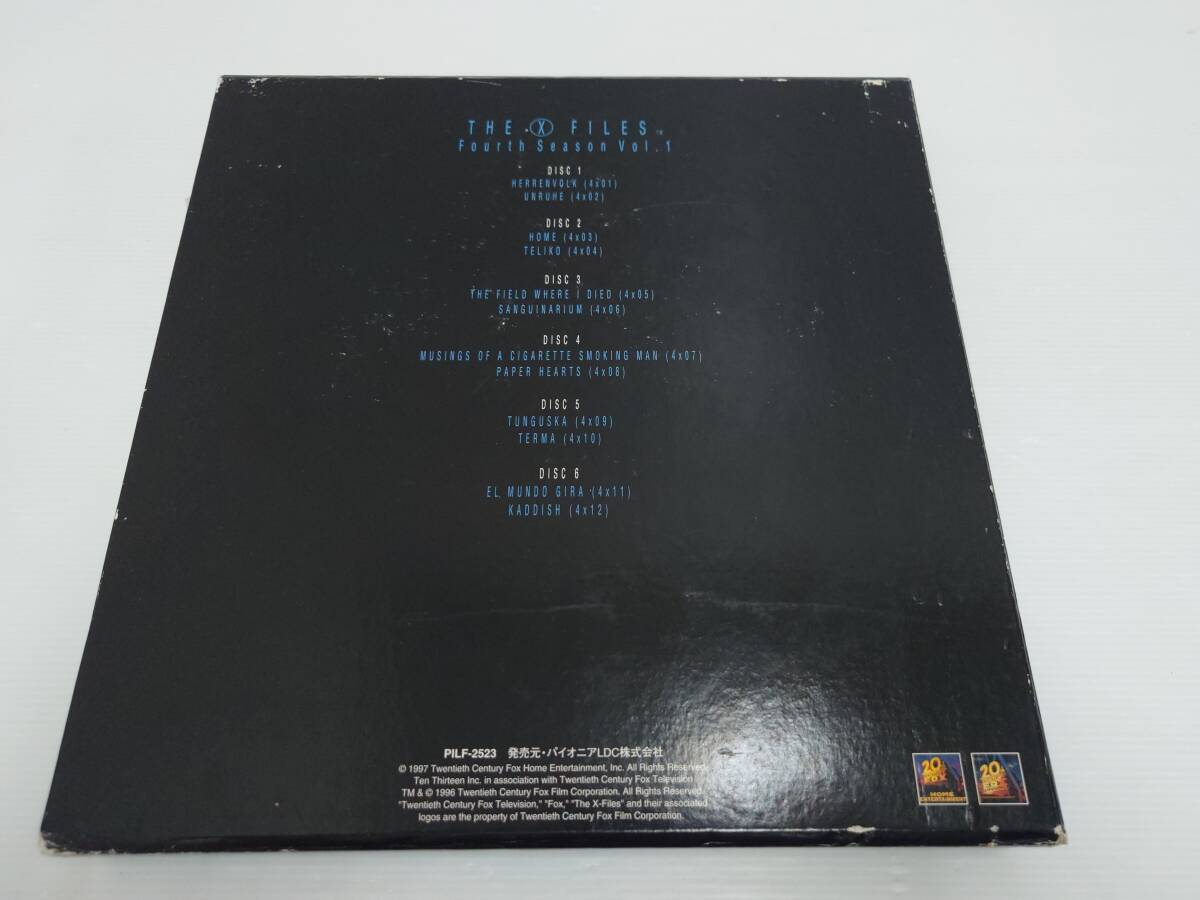 THE X FILES TM
Fourth Season Vol.1
DISC 1
HERRENVOLK (4x01)
UNRUHE (4x02)
DISC 2
HOME (4x03)
TELIKO (4x04)
DISC 3
THE FIELD WHERE I DIED (4x05)
SANGUINARIUM (4x06)
DISC 4
MUSINGS OF A CIGARETTE SMOKING MAN (4x07)
PAPER HEARTS (4x08)
DISC 5
TUNGUSKA (4x09)
TERMA (4x10)
DISC 6
EL MUNDO GIRA (4x11)
KADDISH (4x12)
PILF-2523 発売元・パイオニアLDC株式会社
© 1997 Twentieth Century Fox Home Entertainment, Inc. All Rights Reserved.
Ten Thirteen Inc. in association with Twentieth Century Fox Television
TM & © 1996 Twentieth Century Fox Film Corporation. All Rights Reserved.
"Twentieth Century Fox Television," "Fox," "The X-Files" and their associated
logos are the property of Twentieth Century Fox Film Corporation.
20
FOX
HOME
ENTERTAINMENT
20